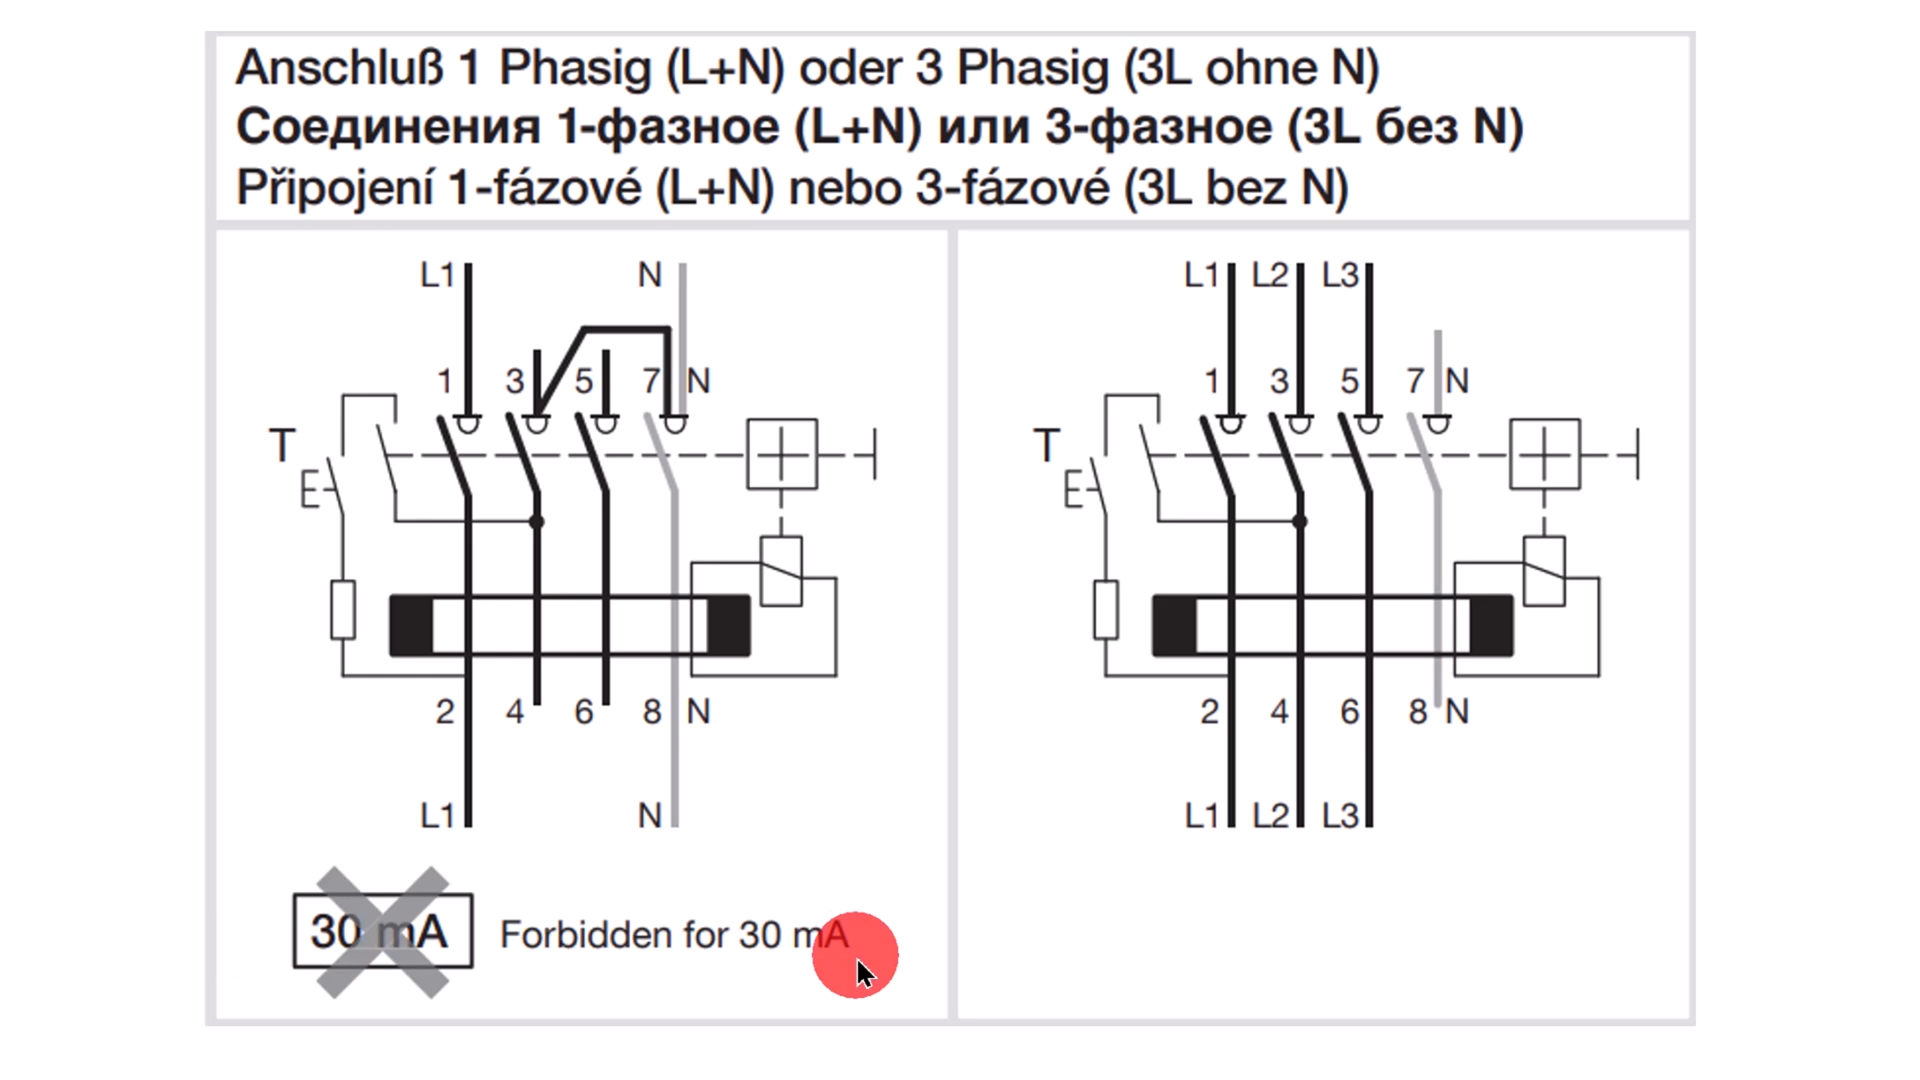 Anschluß 1 Phasig (L+N) oder 3 Phasig (3L ohne N)
Соединения 1-фазное (L+N) или 3-фазное (3L без N)
Připojení 1-fázové (L+N) nebo 3-fázové (3L bez N)
L1 N
1 3 5 7 N
T
E
2 4 6 8 N
L1 N
30 mA Forbidden for 30 mA
L1 L2 L3
1 3 5 7 N
T
E
2 4 6 8 N
L1 L2 L3